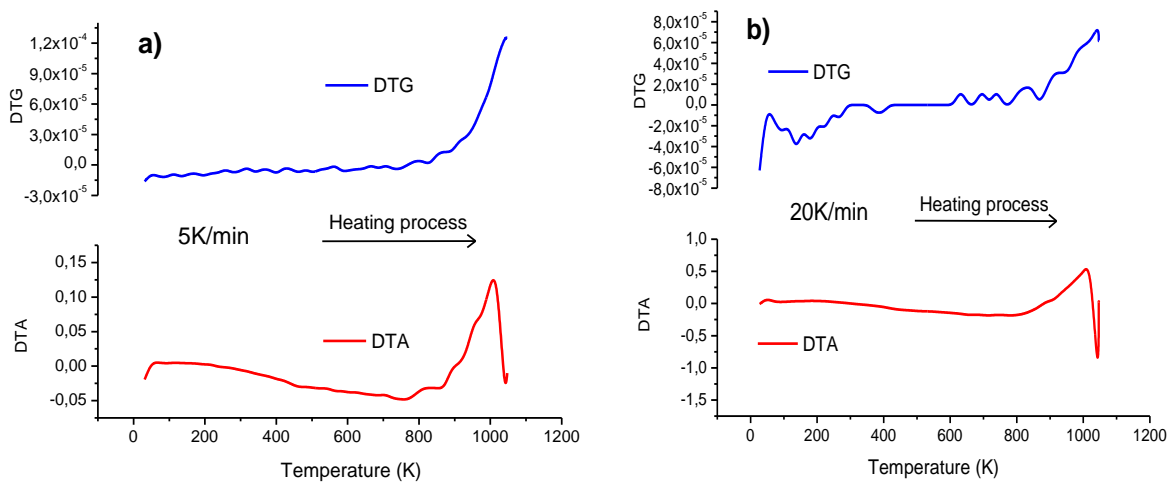 a)
1,2x10⁻⁴
9,0x10⁻⁵
6,0x10⁻⁵
3,0x10⁻⁵
0,0
-3,0x10⁻⁵
DTG
DTG
5K/min
Heating process
0,15
0,10
0,05
0,00
-0,05
DTA
DTA
0
200
400
600
800
1000
1200
Temperature (K)
b)
8,0x10⁻⁵
6,0x10⁻⁵
4,0x10⁻⁵
2,0x10⁻⁵
0,0
-2,0x10⁻⁵
-4,0x10⁻⁵
-6,0x10⁻⁵
-8,0x10⁻⁵
DTG
DTG
20K/min
Heating process
1,0
0,5
0,0
-0,5
-1,0
-1,5
DTA
DTA
0
200
400
600
800
1000
1200
Temperature (K)